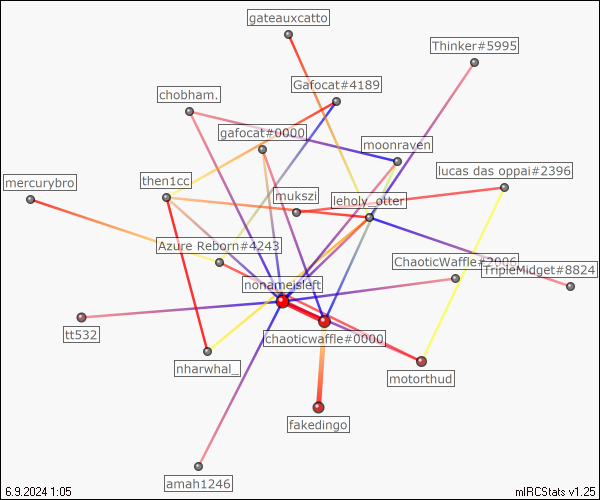 gateauxcatto
Thinker#5995
Gafocat#4189
chobham.
gafocat#0000
moonraven
lucas das oppai#2396
then1cc
mercurybro
mukszi
leholy_otter
Azure Reborn#4243
ChaoticWaffle#2006
TripleMidget#8824
nonameisleft
tt532
chaoticwaffle#0000
nharwhal_
motorthud
fakedingo
amah1246
6.9.2024 1:05
mIRCStats v1.25